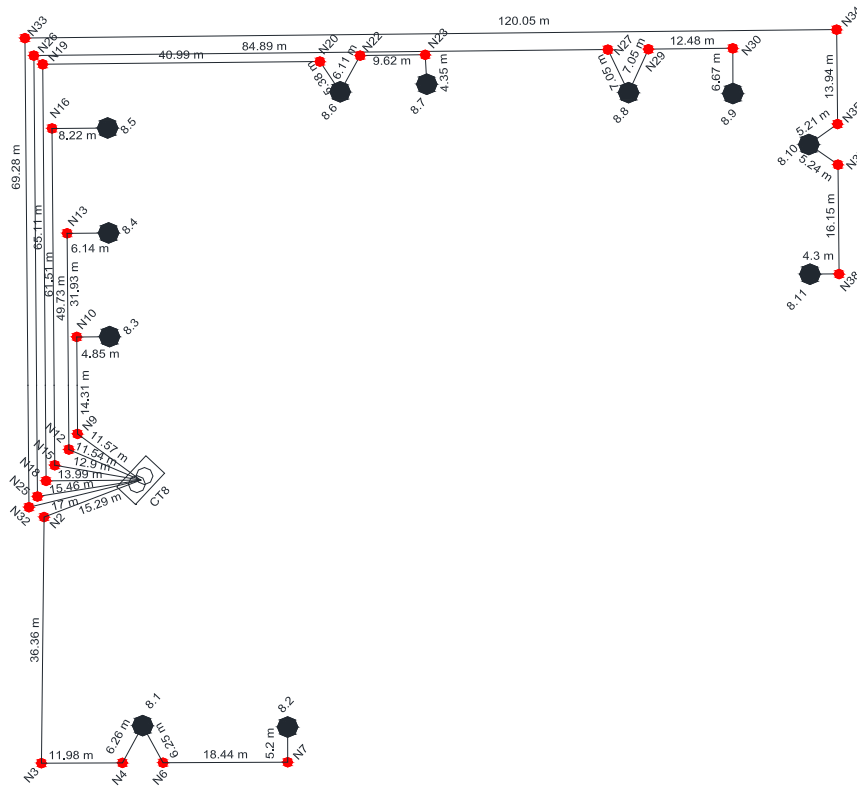 120.05 m
N33
N34
N26
84.89 m
N20
N22
N23
N27
12.48 m
N30
N19
40.99 m
6.11 m
9.62 m
4.35 m
7.05 m
7.05 m
N29
6.67 m
13.94 m
8.6
8.7
8.8
8.9
N16
8.22 m
8.5
5.21 m
8.10
5.24 m
69.28 m
65.11 m
61.51 m
49.73 m
31.93 m
N13
6.14 m
8.4
16.15 m
4.3 m
8.11
N38
N10
4.85 m
8.3
14.31 m
N9
N12
11.57 m
11.54 m
N15
12.9 m
N18
13.99 m
N25
15.46 m
17 m
N32
15.29 m
N2
CT8
36.36 m
8.1
8.2
6.26 m
6.25 m
5.2 m
11.98 m
18.44 m
N3
N4
N6
N7